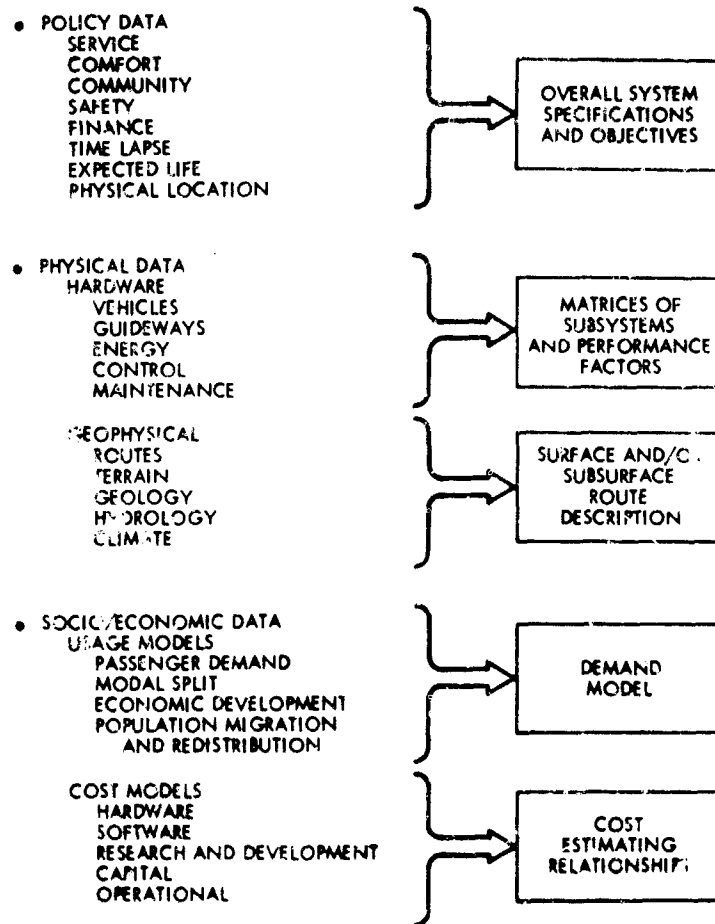 • POLICY DATA
SERVICE
COMFORT
COMMUNITY
SAFETY
FINANCE
TIME LAPSE
EXPECTED LIFE
PHYSICAL LOCATION
OVERALL SYSTEM
SPECIFICATIONS
AND OBJECTIVES
• PHYSICAL DATA
HARDWARE
VEHICLES
GUIDEWAYS
ENERGY
CONTROL
MAINTENANCE
MATRICES OF
SUBSYSTEMS
AND PERFORMANCE
FACTORS
GEOPHYSICAL
ROUTES
TERRAIN
GEOLOGY
HYDROLOGY
CLIMATE
SURFACE AND/OR
SUBSURFACE
ROUTE
DESCRIPTION
• SOCIO/ECONOMIC DATA
USAGE MODELS
PASSENGER DEMAND
MODAL SPLIT
ECONOMIC DEVELOPMENT
POPULATION MIGRATION
AND REDISTRIBUTION
DEMAND
MODEL
COST MODELS
HARDWARE
SOFTWARE
RESEARCH AND DEVELOPMENT
CAPITAL
OPERATIONAL
COST
ESTIMATING
RELATIONSHIPS